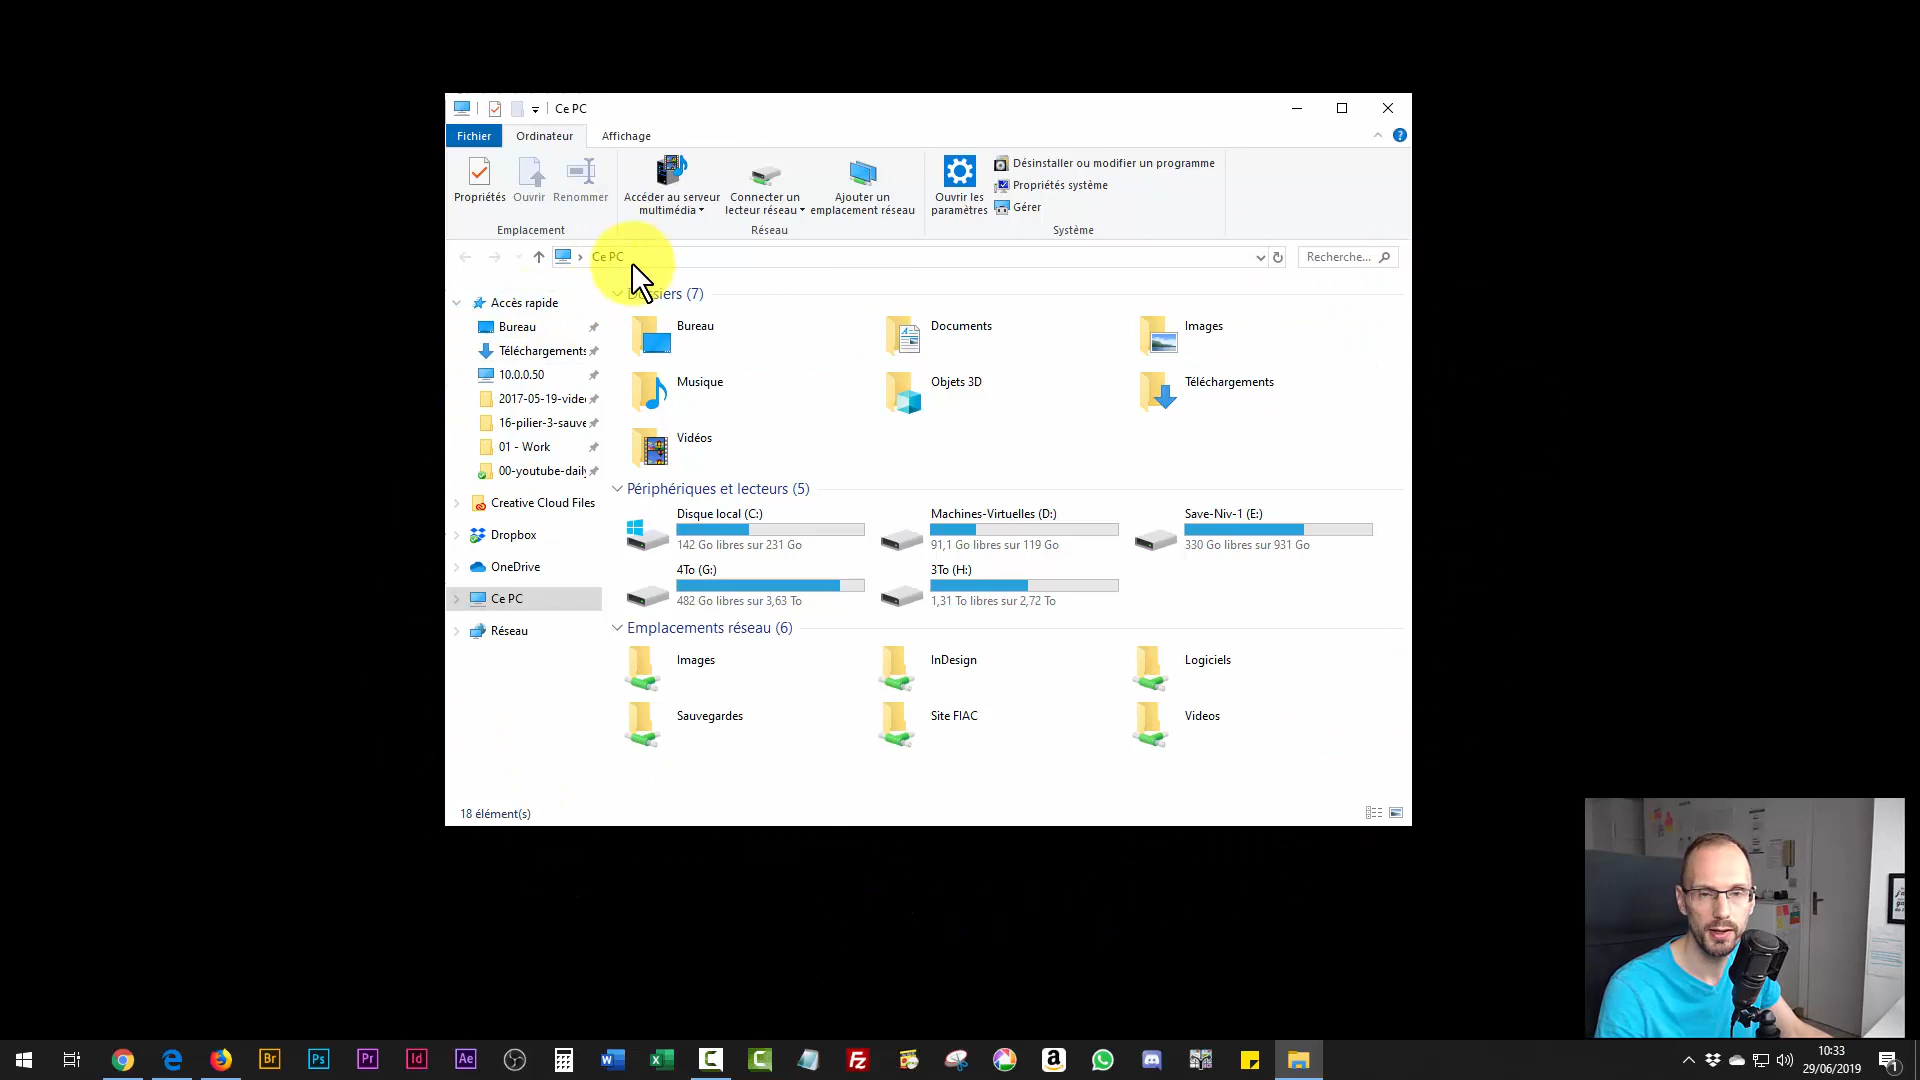 Ce PC
Fichier
Ordinateur
Affichage
Propriétés
Ouvrir
Renommer
Accéder au serveur
multimédia
Connecter un
lecteur réseau
Ajouter un
emplacement réseau
Ouvrir les
paramètres
Désinstaller ou modifier un programme
Propriétés système
Gérer
Emplacement
Réseau
Système
Ce PC
Recherche...
Accès rapide
Bureau
Téléchargements
10.0.0.50
2017-05-19-vide
16-pilier-3-sauve
01 - Work
00-youtube-daily
Creative Cloud Files
Dropbox
OneDrive
Ce PC
Réseau
(7)
Bureau
Documents
Images
Musique
Objets 3D
Téléchargements
Vidéos
Périphériques et lecteurs (5)
Disque local (C:)
142 Go libres sur 231 Go
Machines-Virtuelles (D:)
91,1 Go libres sur 119 Go
Save-Niv-1 (E:)
330 Go libres sur 931 Go
4To (G:)
482 Go libres sur 3,63 To
3To (H:)
1,31 To libres sur 2,72 To
Emplacements réseau (6)
Images
InDesign
Logiciels
Sauvegardes
Site FIAC
Videos
18 élément(s)
Br
Ps
Pr
Id
Ae
10:33
29/06/2019